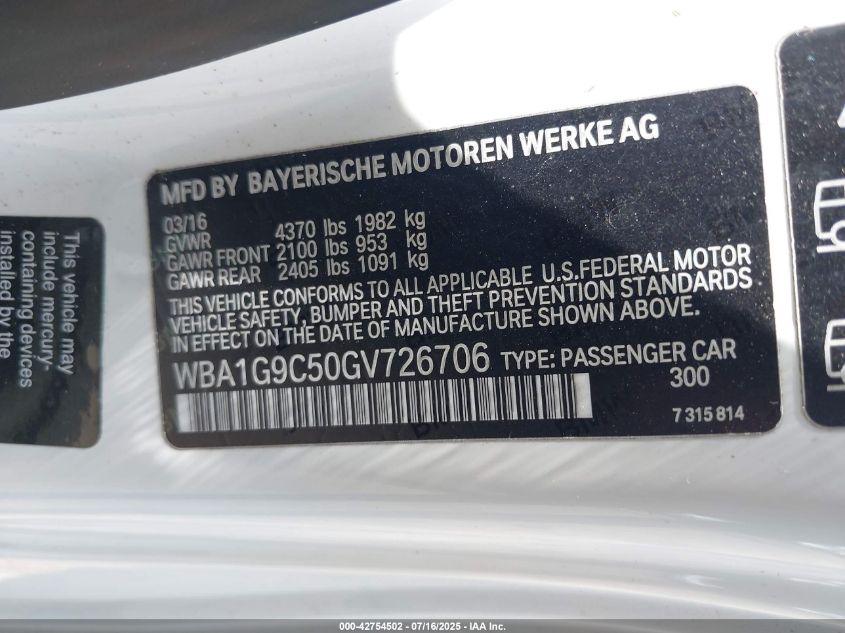 MFD BY BAYERISCHE MOTOREN WERKE AG
03/16
GVWR 4370 lbs 1982 kg
GAWR FRONT 2100 lbs 953 kg
GAWR REAR 2405 lbs 1091 kg
THIS VEHICLE CONFORMS TO ALL APPLICABLE U.S.FEDERAL MOTOR
VEHICLE SAFETY, BUMPER AND THEFT PREVENTION STANDARDS
IN EFFECT ON THE DATE OF MANUFACTURE SHOWN ABOVE.
WBA1G9C50GV726706 TYPE: PASSENGER CAR
300
7 315 814
This vehicle may
include mercury-
containing devices
installed by the
000-42754502 - 07/16/2025 - IAA Inc.